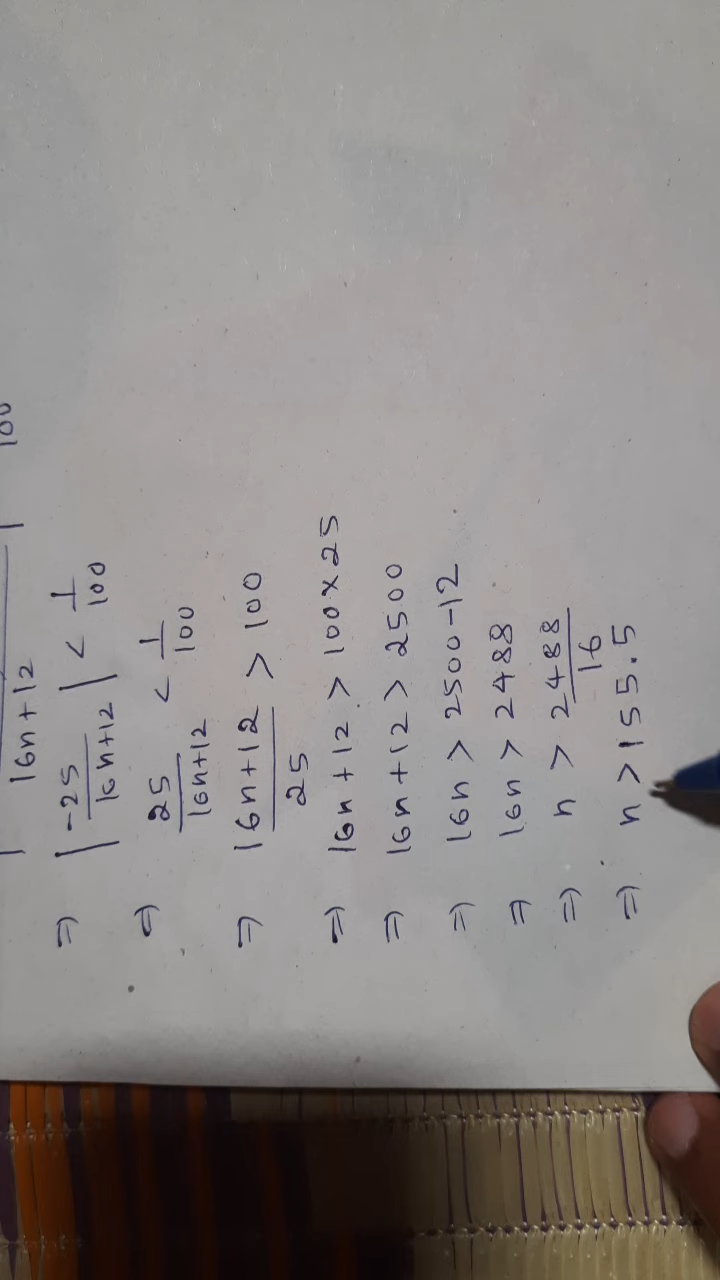 | 16n+12 | 100
⇒ |-25/16n+12| < 1/100
⇒ 25/16n+12 < 1/100
⇒ 16n+12/25 > 100
⇒ 16n+12 > 100×25
⇒ 16n+12 > 2500
⇒ 16n > 2500-12
⇒ 16n > 2488
⇒ n > 2488/16
⇒ n > 155.5